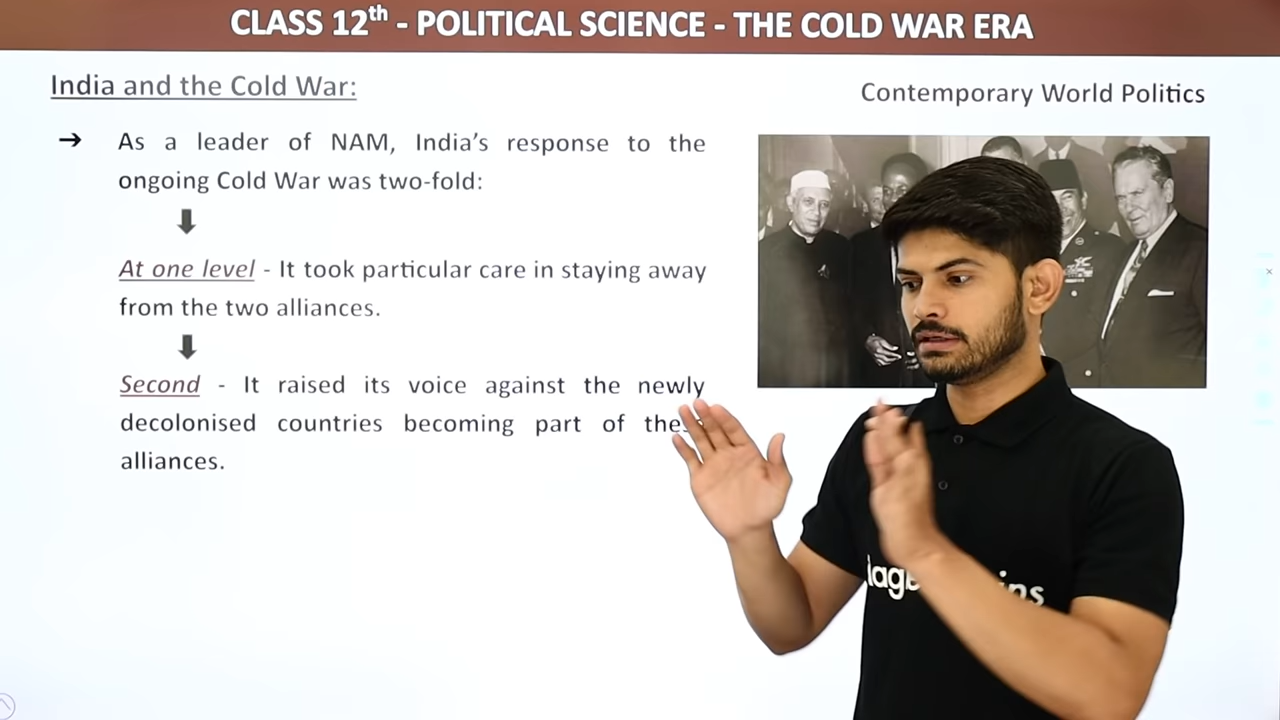 CLASS 12th - POLITICAL SCIENCE - THE COLD WAR ERA
India and the Cold War:
Contemporary World Politics
➔ As a leader of NAM, India's response to the
ongoing Cold War was two-fold:
At one level - It took particular care in staying away
from the two alliances.
Second - It raised its voice against the newly
decolonised countries becoming part of
alliances.